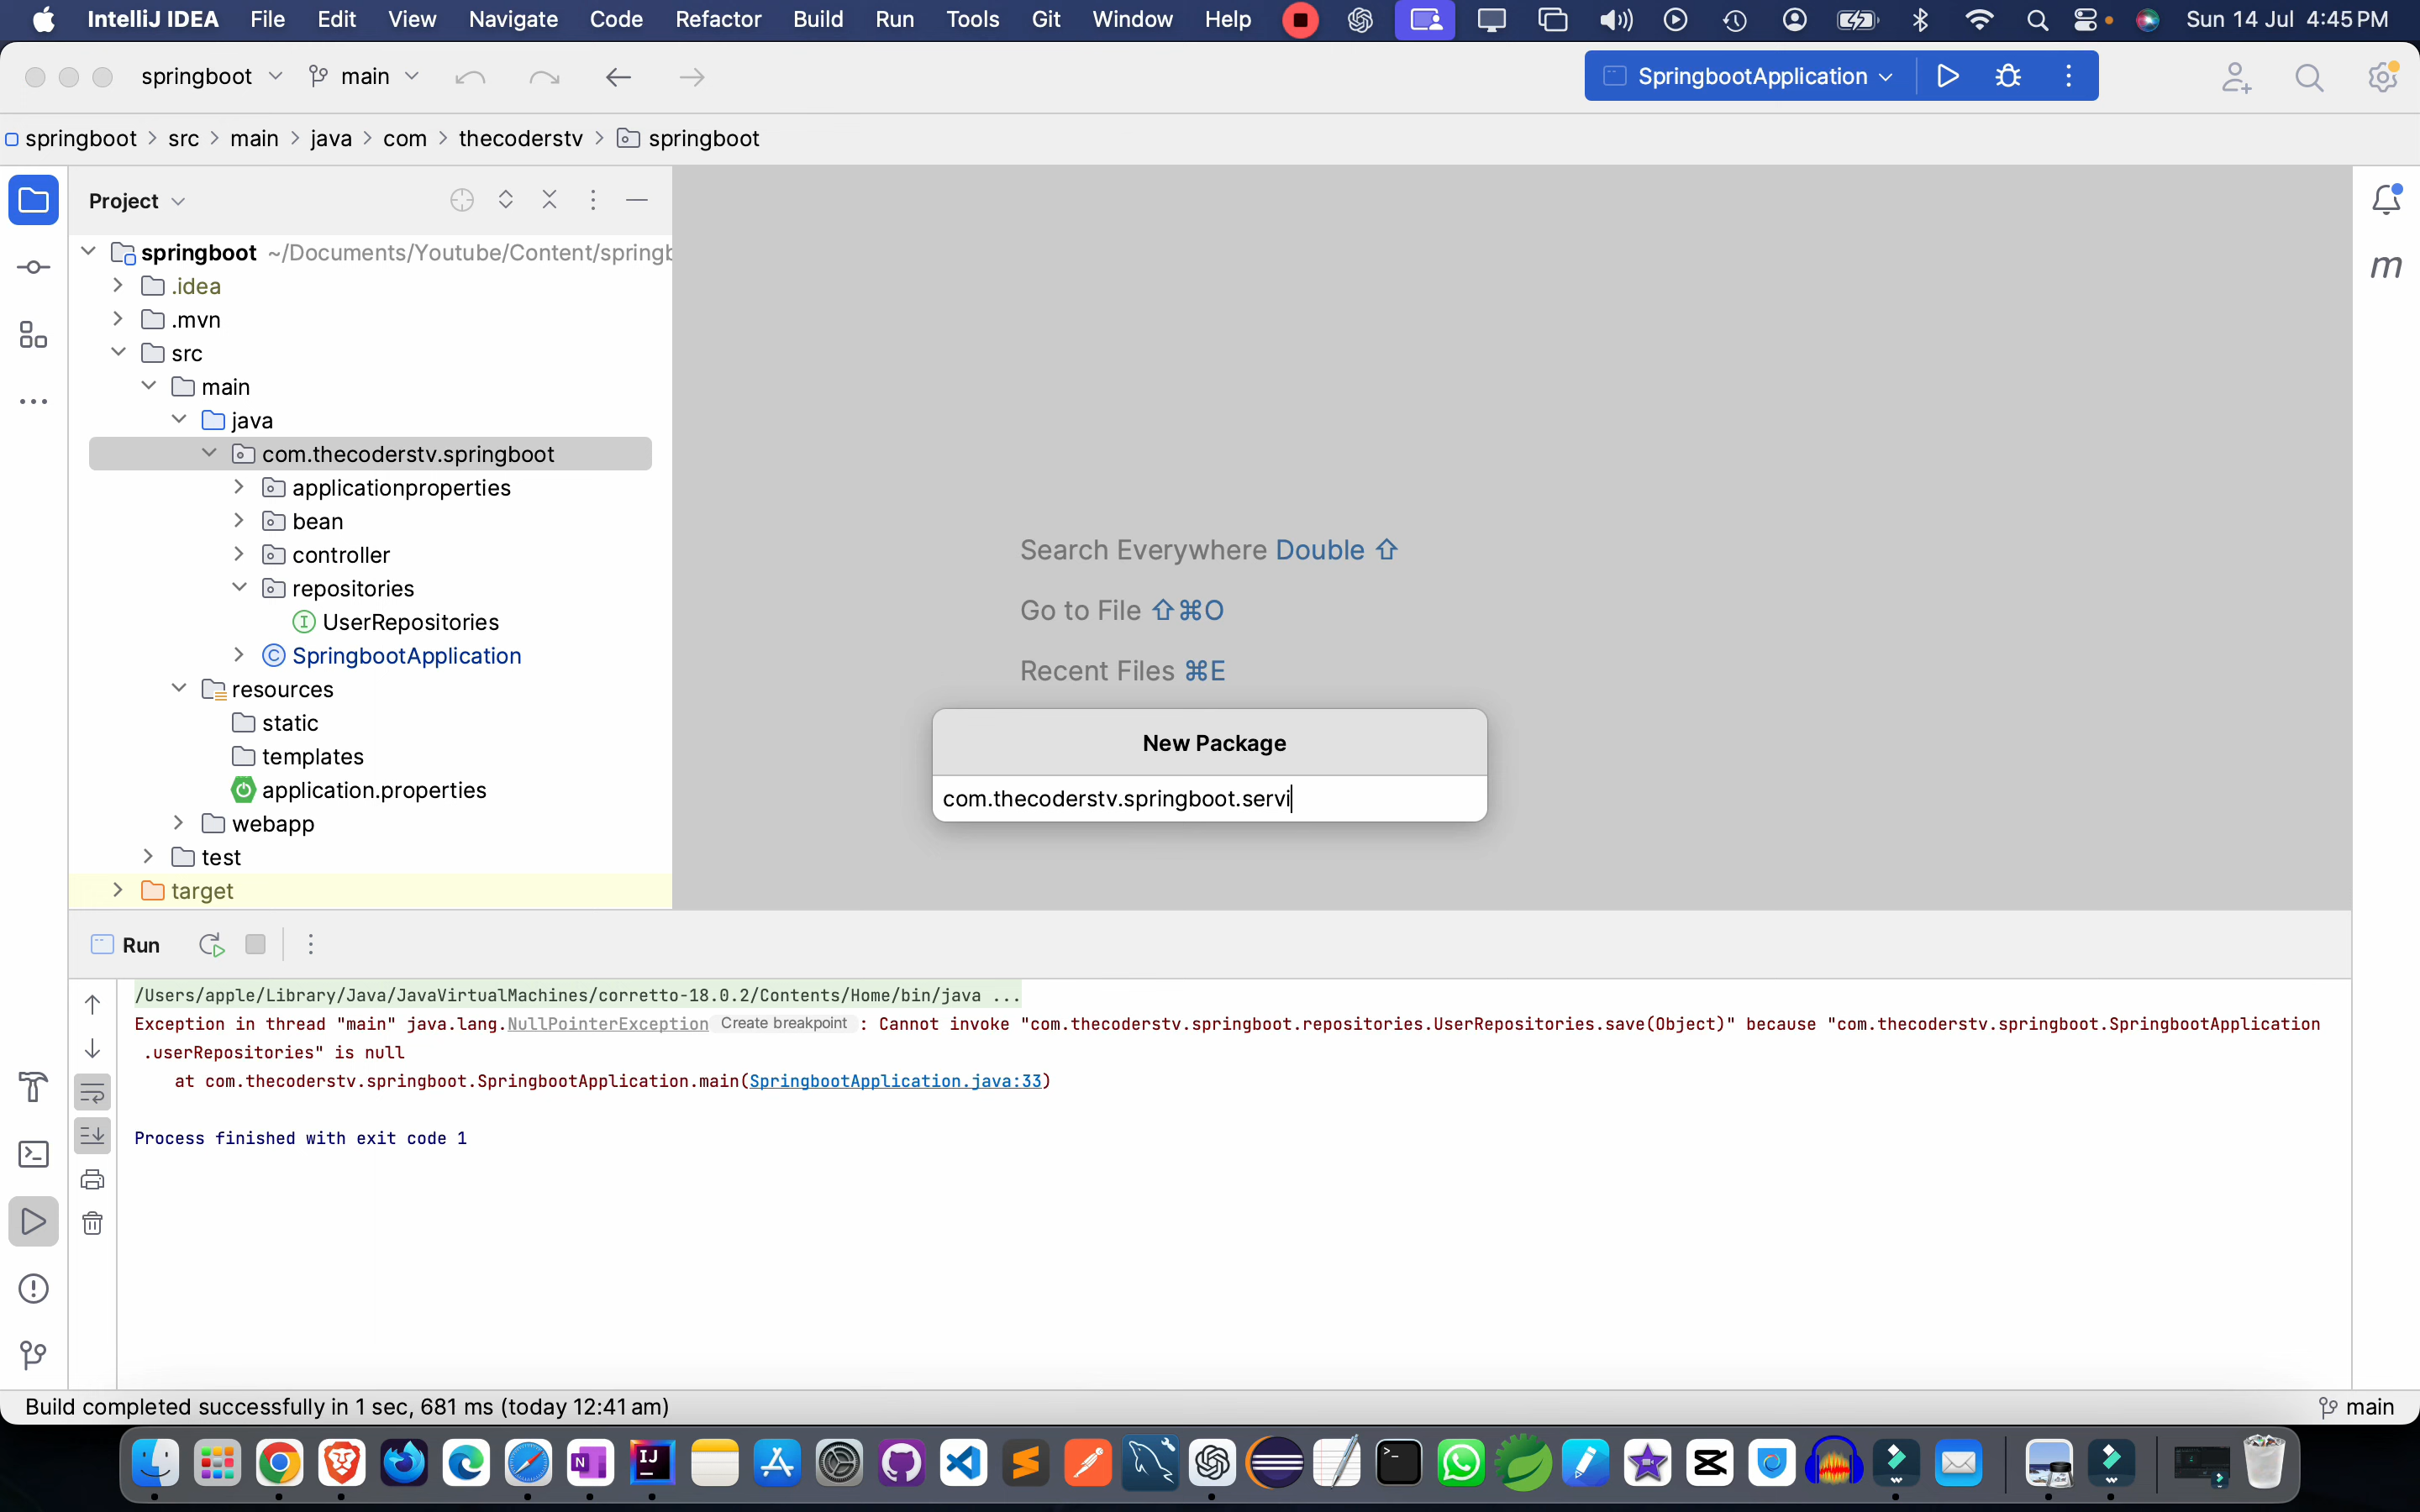 IntelliJ IDEA File Edit View Navigate Code Refactor Build Run Tools Git Window Help Sun 14 Jul 4:45 PM
springboot main SpringbootApplication
springboot > src > main > java > com > thecoderstv > springboot
Project
springboot ~/Documents/Youtube/Content/springb
.idea
.mvn
src
main
java
com.thecoderstv.springboot
applicationproperties
bean
controller
repositories
UserRepositories
SpringbootApplication
resources
static
templates
application.properties
webapp
test
target
m
Search Everywhere Double ⇧
Go to File ⇧⌘O
Recent Files ⌘E
New Package
com.thecoderstv.springboot.servi
Run
/Users/apple/Library/Java/JavaVirtualMachines/corretto-18.0.2/Contents/Home/bin/java ...
Exception in thread "main" java.lang.NullPointerException Create breakpoint : Cannot invoke "com.thecoderstv.springboot.repositories.UserRepositories.save(Object)" because "com.thecoderstv.springboot.SpringbootApplication
.userRepositories" is null
at com.thecoderstv.springboot.SpringbootApplication.main(SpringbootApplication.java:33)
Process finished with exit code 1
Build completed successfully in 1 sec, 681 ms (today 12:41 am) main